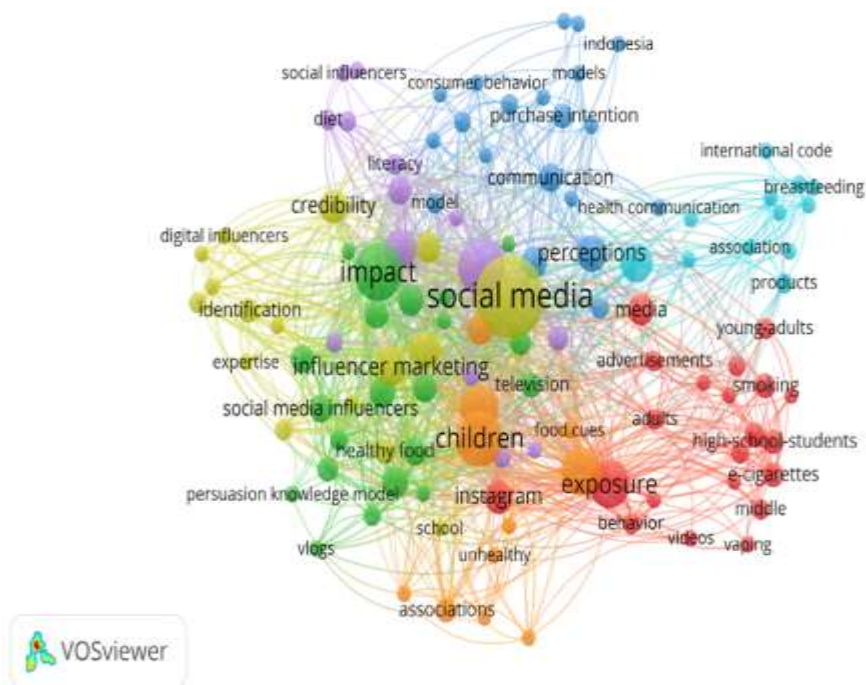 indonesia
social influencers
consumer behavior
models
diet
purchase intention
international code
literacy
communication
breastfeeding
credibility
model
health communication
digital influencers
perceptions
association
impact
social media
products
identification
media
young-adults
expertise
influencer marketing
advertisements
television
smoking
social media influencers
adults
children
food cues
high-school-students
healthy food
e-cigarettes
exposure
persuasion knowledge model
instagram
middle
school
behavior
videos
vaping
vlogs
unhealthy
associations
VOSviewer